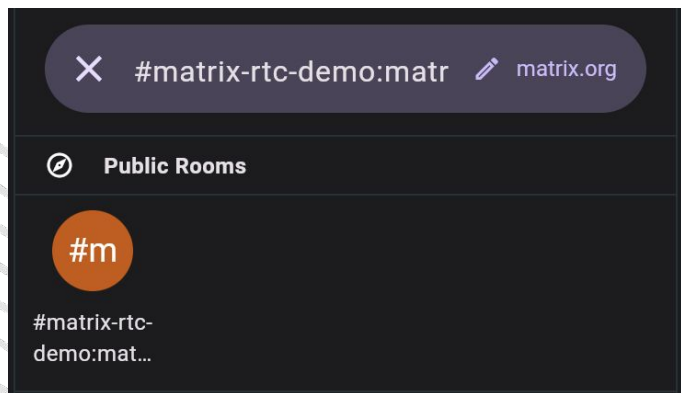 #matrix-rtc-demo:matr matrix.org
Public Rooms
#m
#matrix-rtc-
demo:mat...